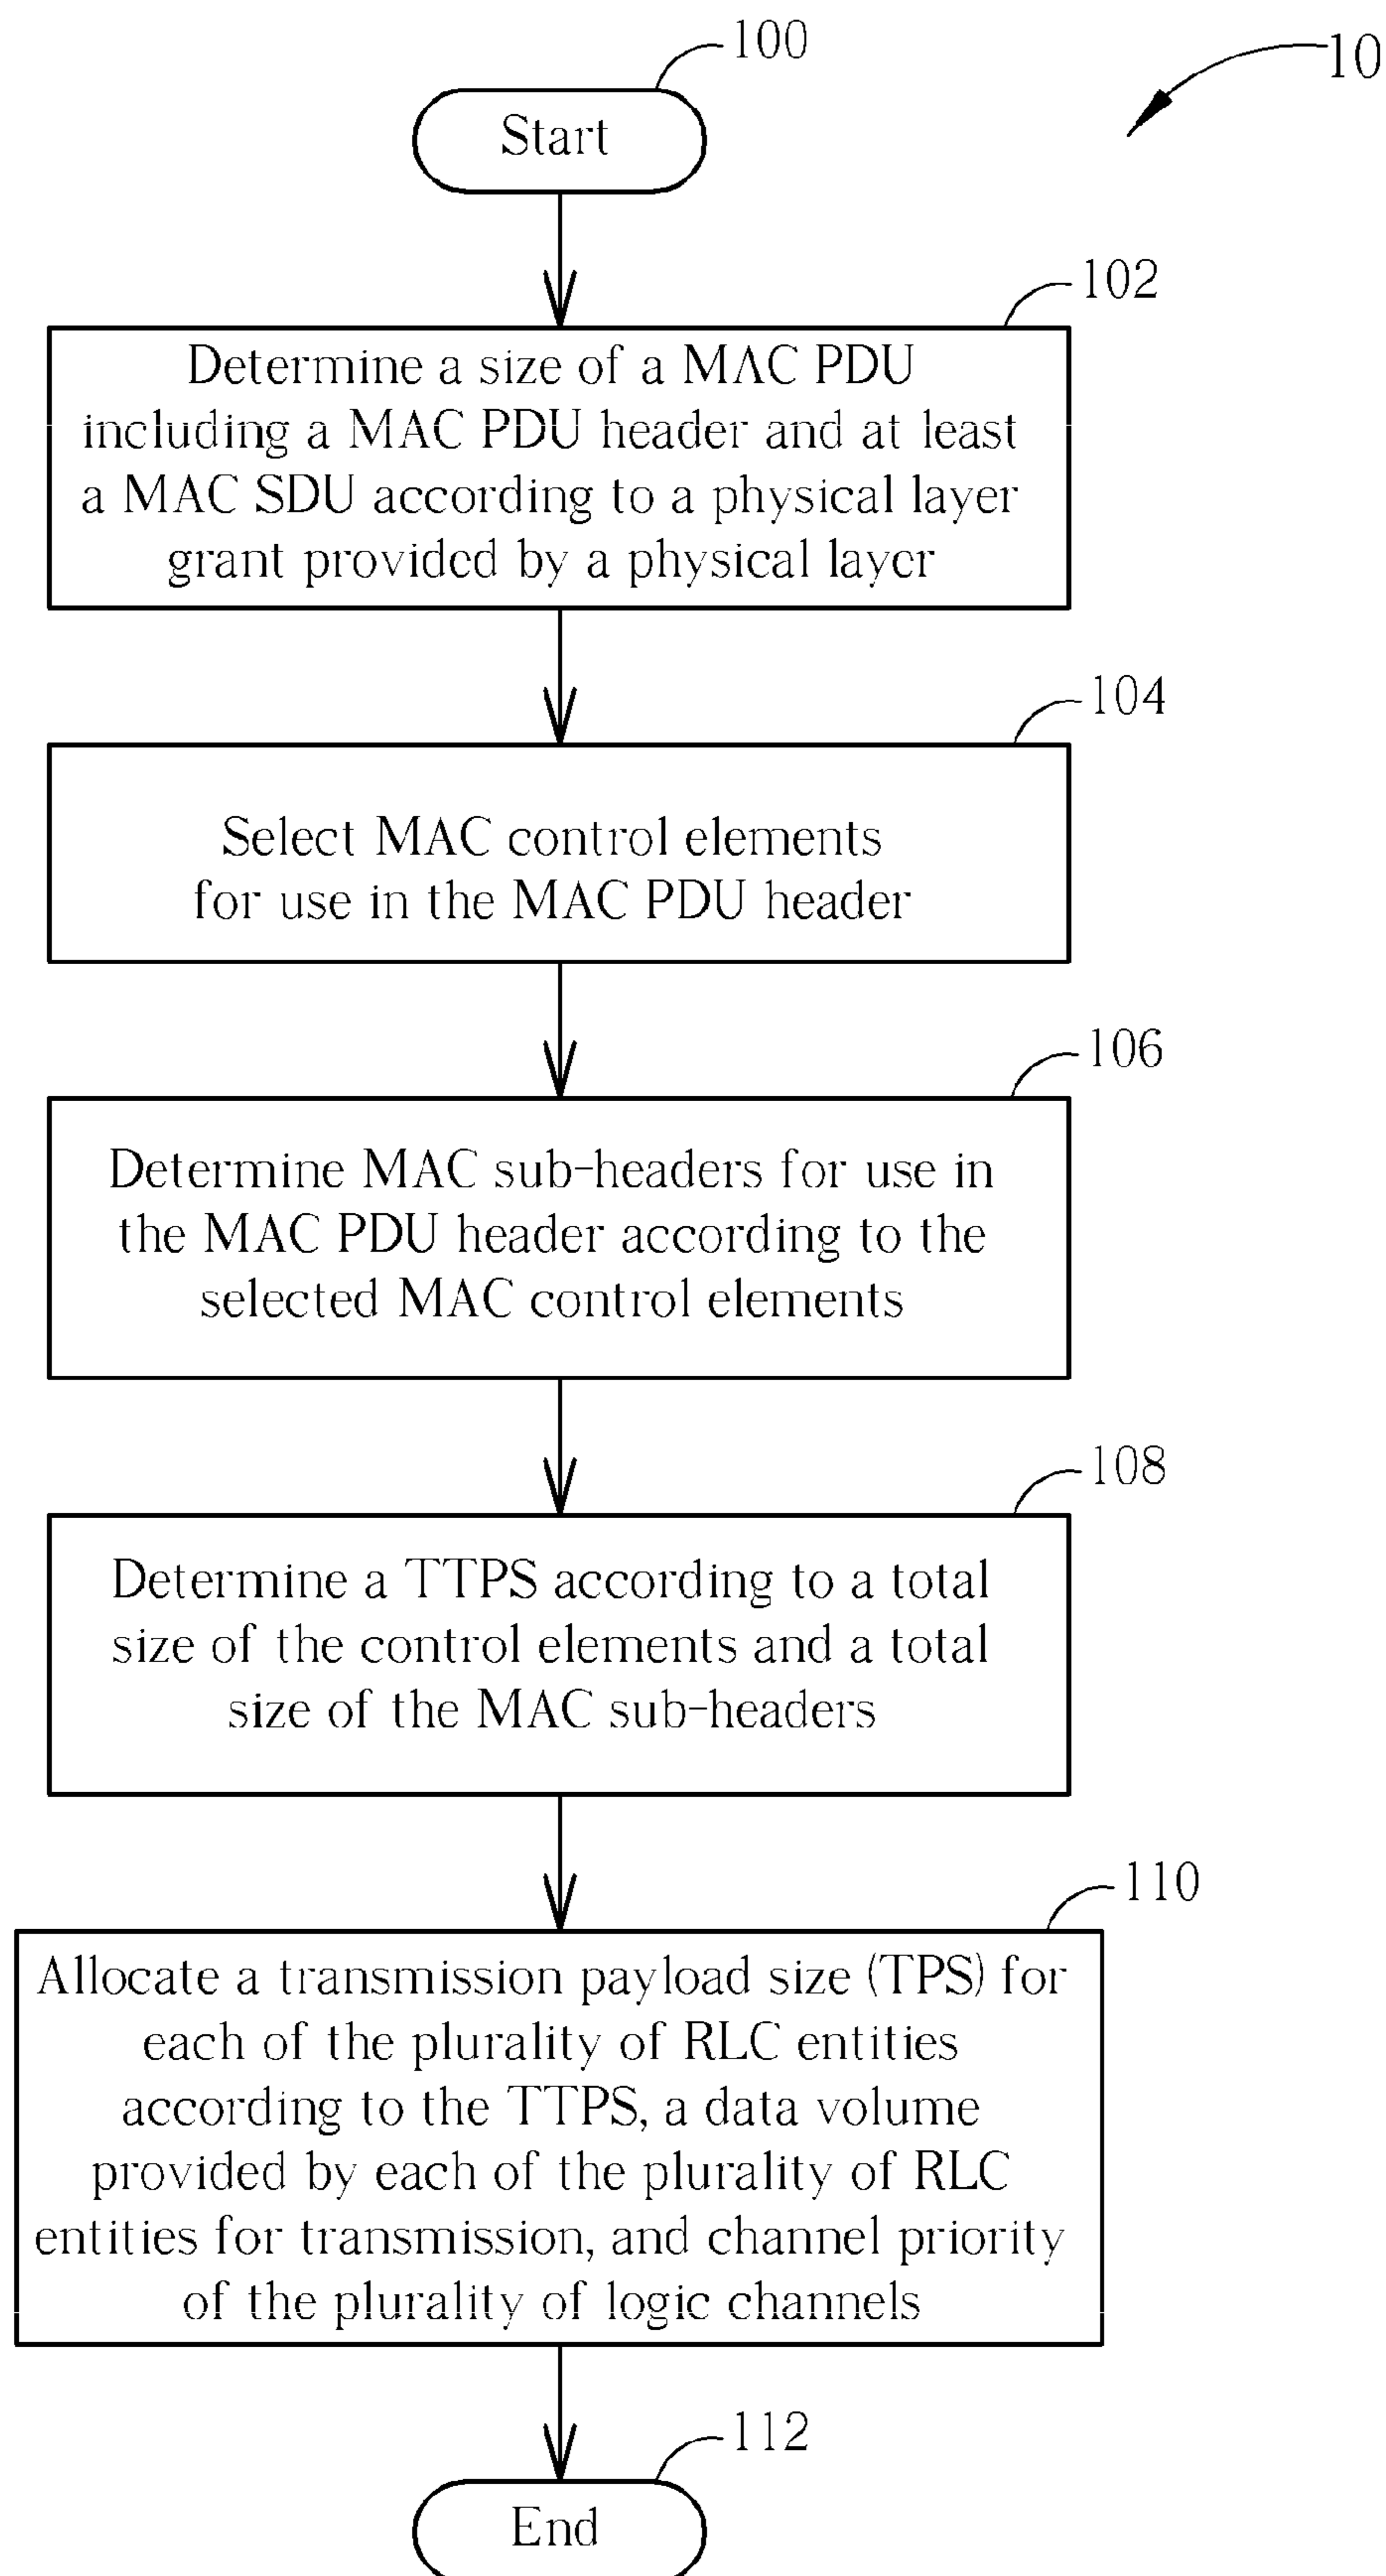 100
10
Start
102
Determine a size of a MAC PDU
including a MAC PDU header and at least
a MAC SDU according to a physical layer
grant provided by a physical layer
104
Select MAC control elements
for use in the MAC PDU header
106
Determine MAC sub-headers for use in
the MAC PDU header according to the
selected MAC control elements
108
Determine a TTPS according to a total
size of the control elements and a total
size of the MAC sub-headers
110
Allocate a transmission payload size (TPS) for
each of the plurality of RLC entities
according to the TTPS, a data volume
provided by each of the plurality of RLC
entities for transmission, and channel priority
of the plurality of logic channels
112
End